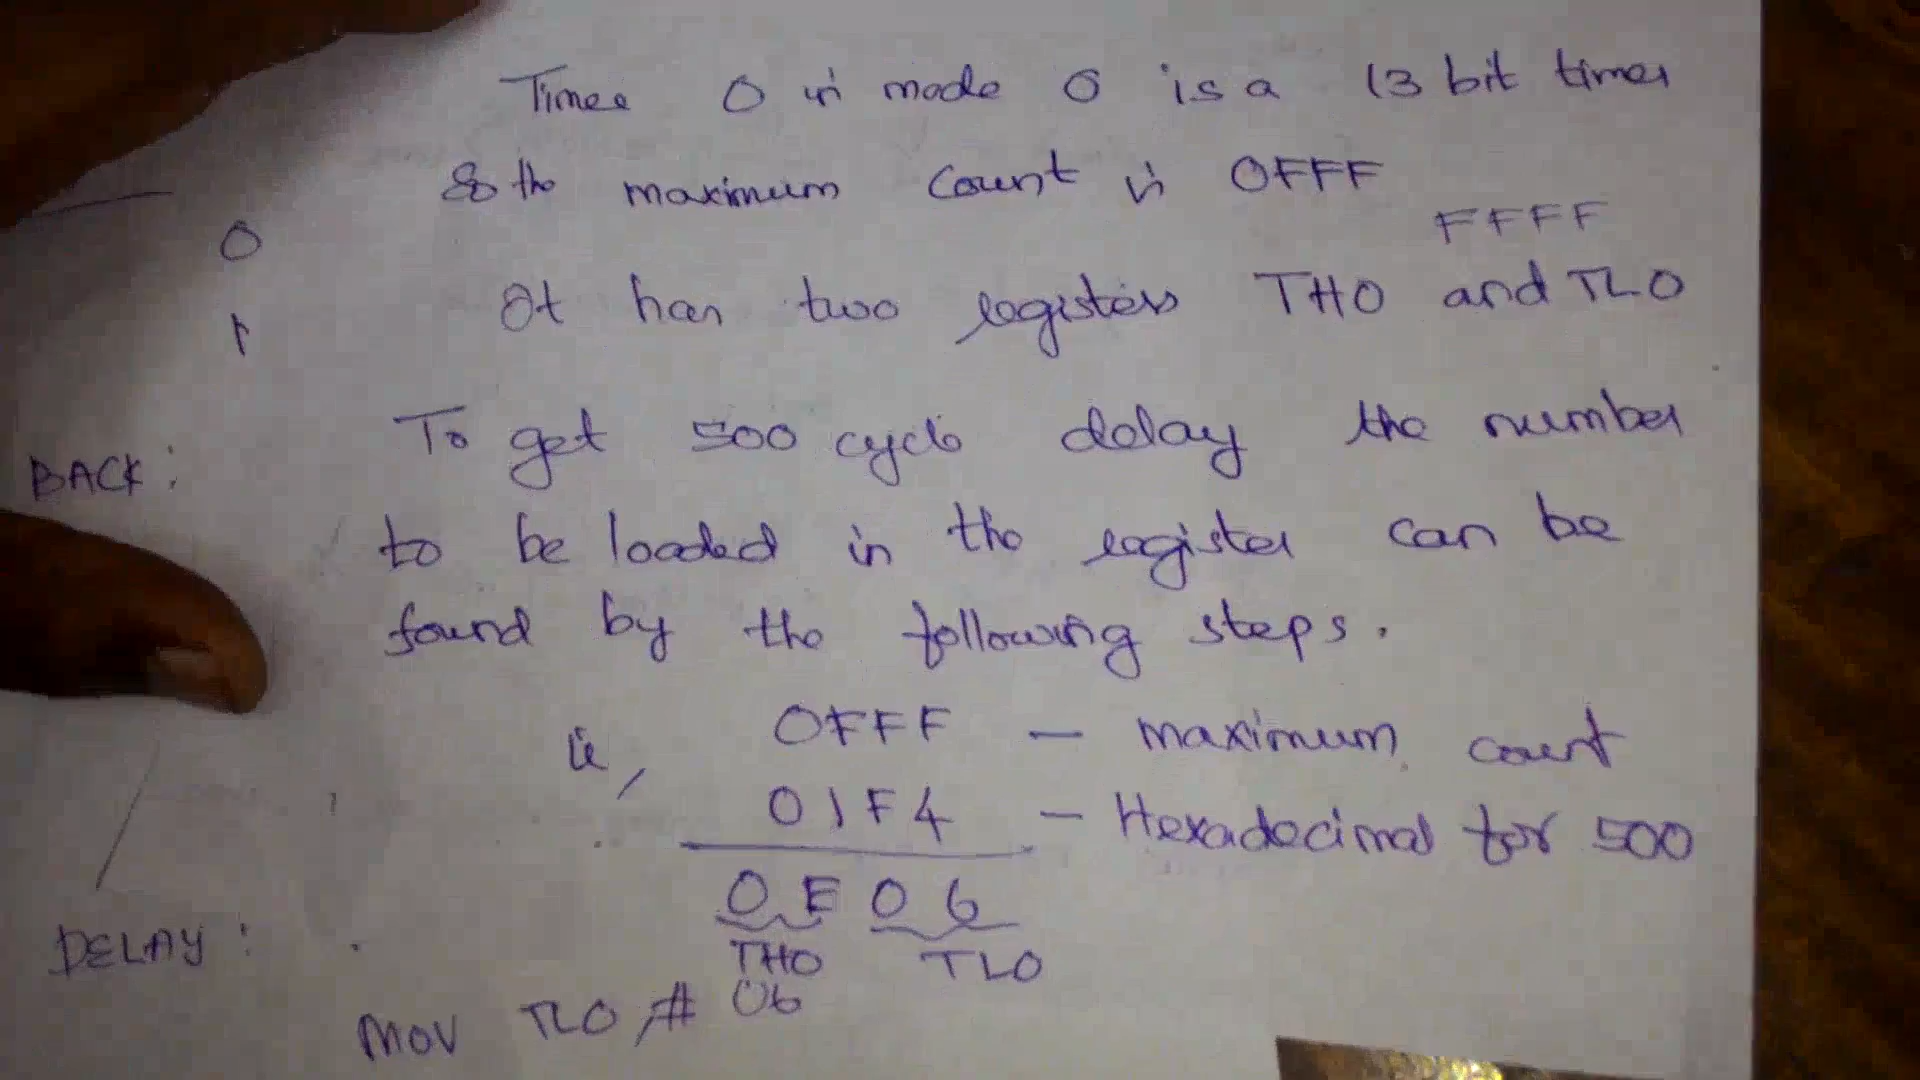 Timer 0 in mode 0 is a 13 bit timer
& the maximum count is 0FFF
FFFF
0
It has two registers TH0 and TL0
1
To get 500 cycle delay the number
BACK:
to be loaded in the register can be
found by the following steps.
ie, 0FFF - maximum count
01F4 - Hexadecimal for 500
0E06
DELAY:
TH0 TL0
MOV TL0, # 06